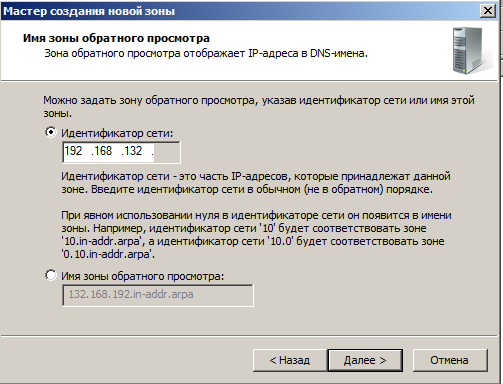 Мастер создания новой зоны
Имя зоны обратного просмотра
Зона обратного просмотра отображает IP-адреса в DNS-имена.
Можно задать зону обратного просмотра, указав идентификатор сети или имя этой
зоны.
Идентификатор сети:
192 .168 .132 .
Идентификатор сети - это часть IP-адресов, которые принадлежат данной
зоне. Введите идентификатор сети в обычном (не в обратном) порядке.
При явном использовании нуля в идентификаторе сети он появится в имени
зоны. Например, идентификатор сети '10' будет соответствовать зоне
'10.in-addr.arpa', а идентификатор сети '10.0' будет соответствовать зоне
'0.10.in-addr.arpa'.
Имя зоны обратного просмотра:
132.168.192.in-addr.arpa
< Назад
Далее >
Отмена